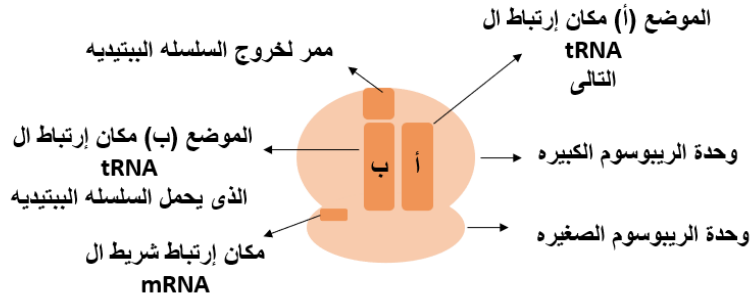 الموضع (أ) مكان إرتباط ال
tRNA
التالى
ممر لخروج السلسله الببتيديه
الموضع (ب) مكان إرتباط ال
tRNA
الذى يحمل السلسله الببتيديه
أ
ب
وحدة الريبوسوم الكبيره
وحدة الريبوسوم الصغيره
مكان إرتباط شريط ال
mRNA